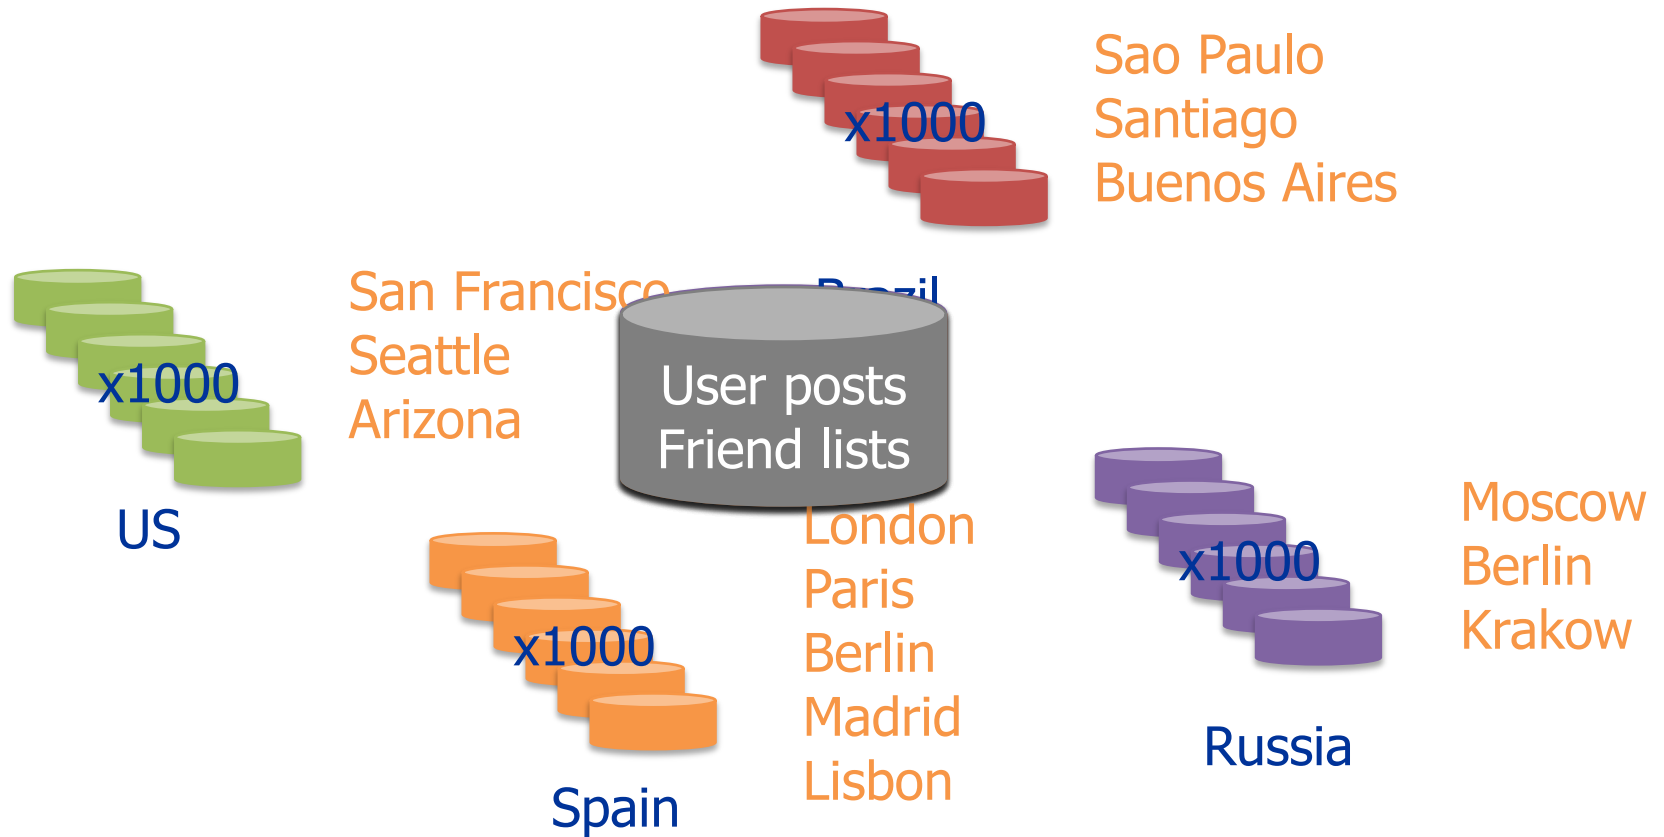 Sao Paulo
Santiago
Buenos Aires
x1000
Brazil
San Francisco
Seattle
Arizona
x1000
US
User posts
Friend lists
London
Paris
Berlin
Madrid
Lisbon
x1000
Spain
Moscow
Berlin
Krakow
x1000
Russia